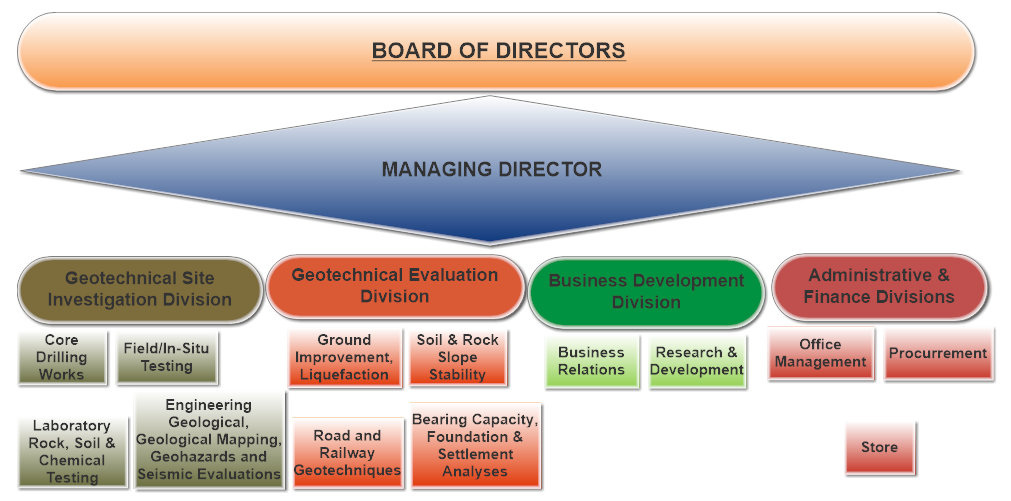 BOARD OF DIRECTORS
MANAGING DIRECTOR
Geotechnical Site
Investigation Division
Geotechnical Evaluation
Division
Business Development
Division
Administrative &
Finance Divisions
Core
Drilling
Works
Field/In-Situ
Testing
Ground
Improvement,
Liquefaction
Soil & Rock
Slope
Stability
Business
Relations
Research &
Development
Office
Management
Procurrement
Laboratory
Rock, Soil &
Chemical
Testing
Engineering
Geological,
Geological Mapping,
Geohazards and
Seismic Evaluations
Road and
Railway
Geotechniques
Bearing Capacity,
Foundation &
Settlement
Analyses
Store